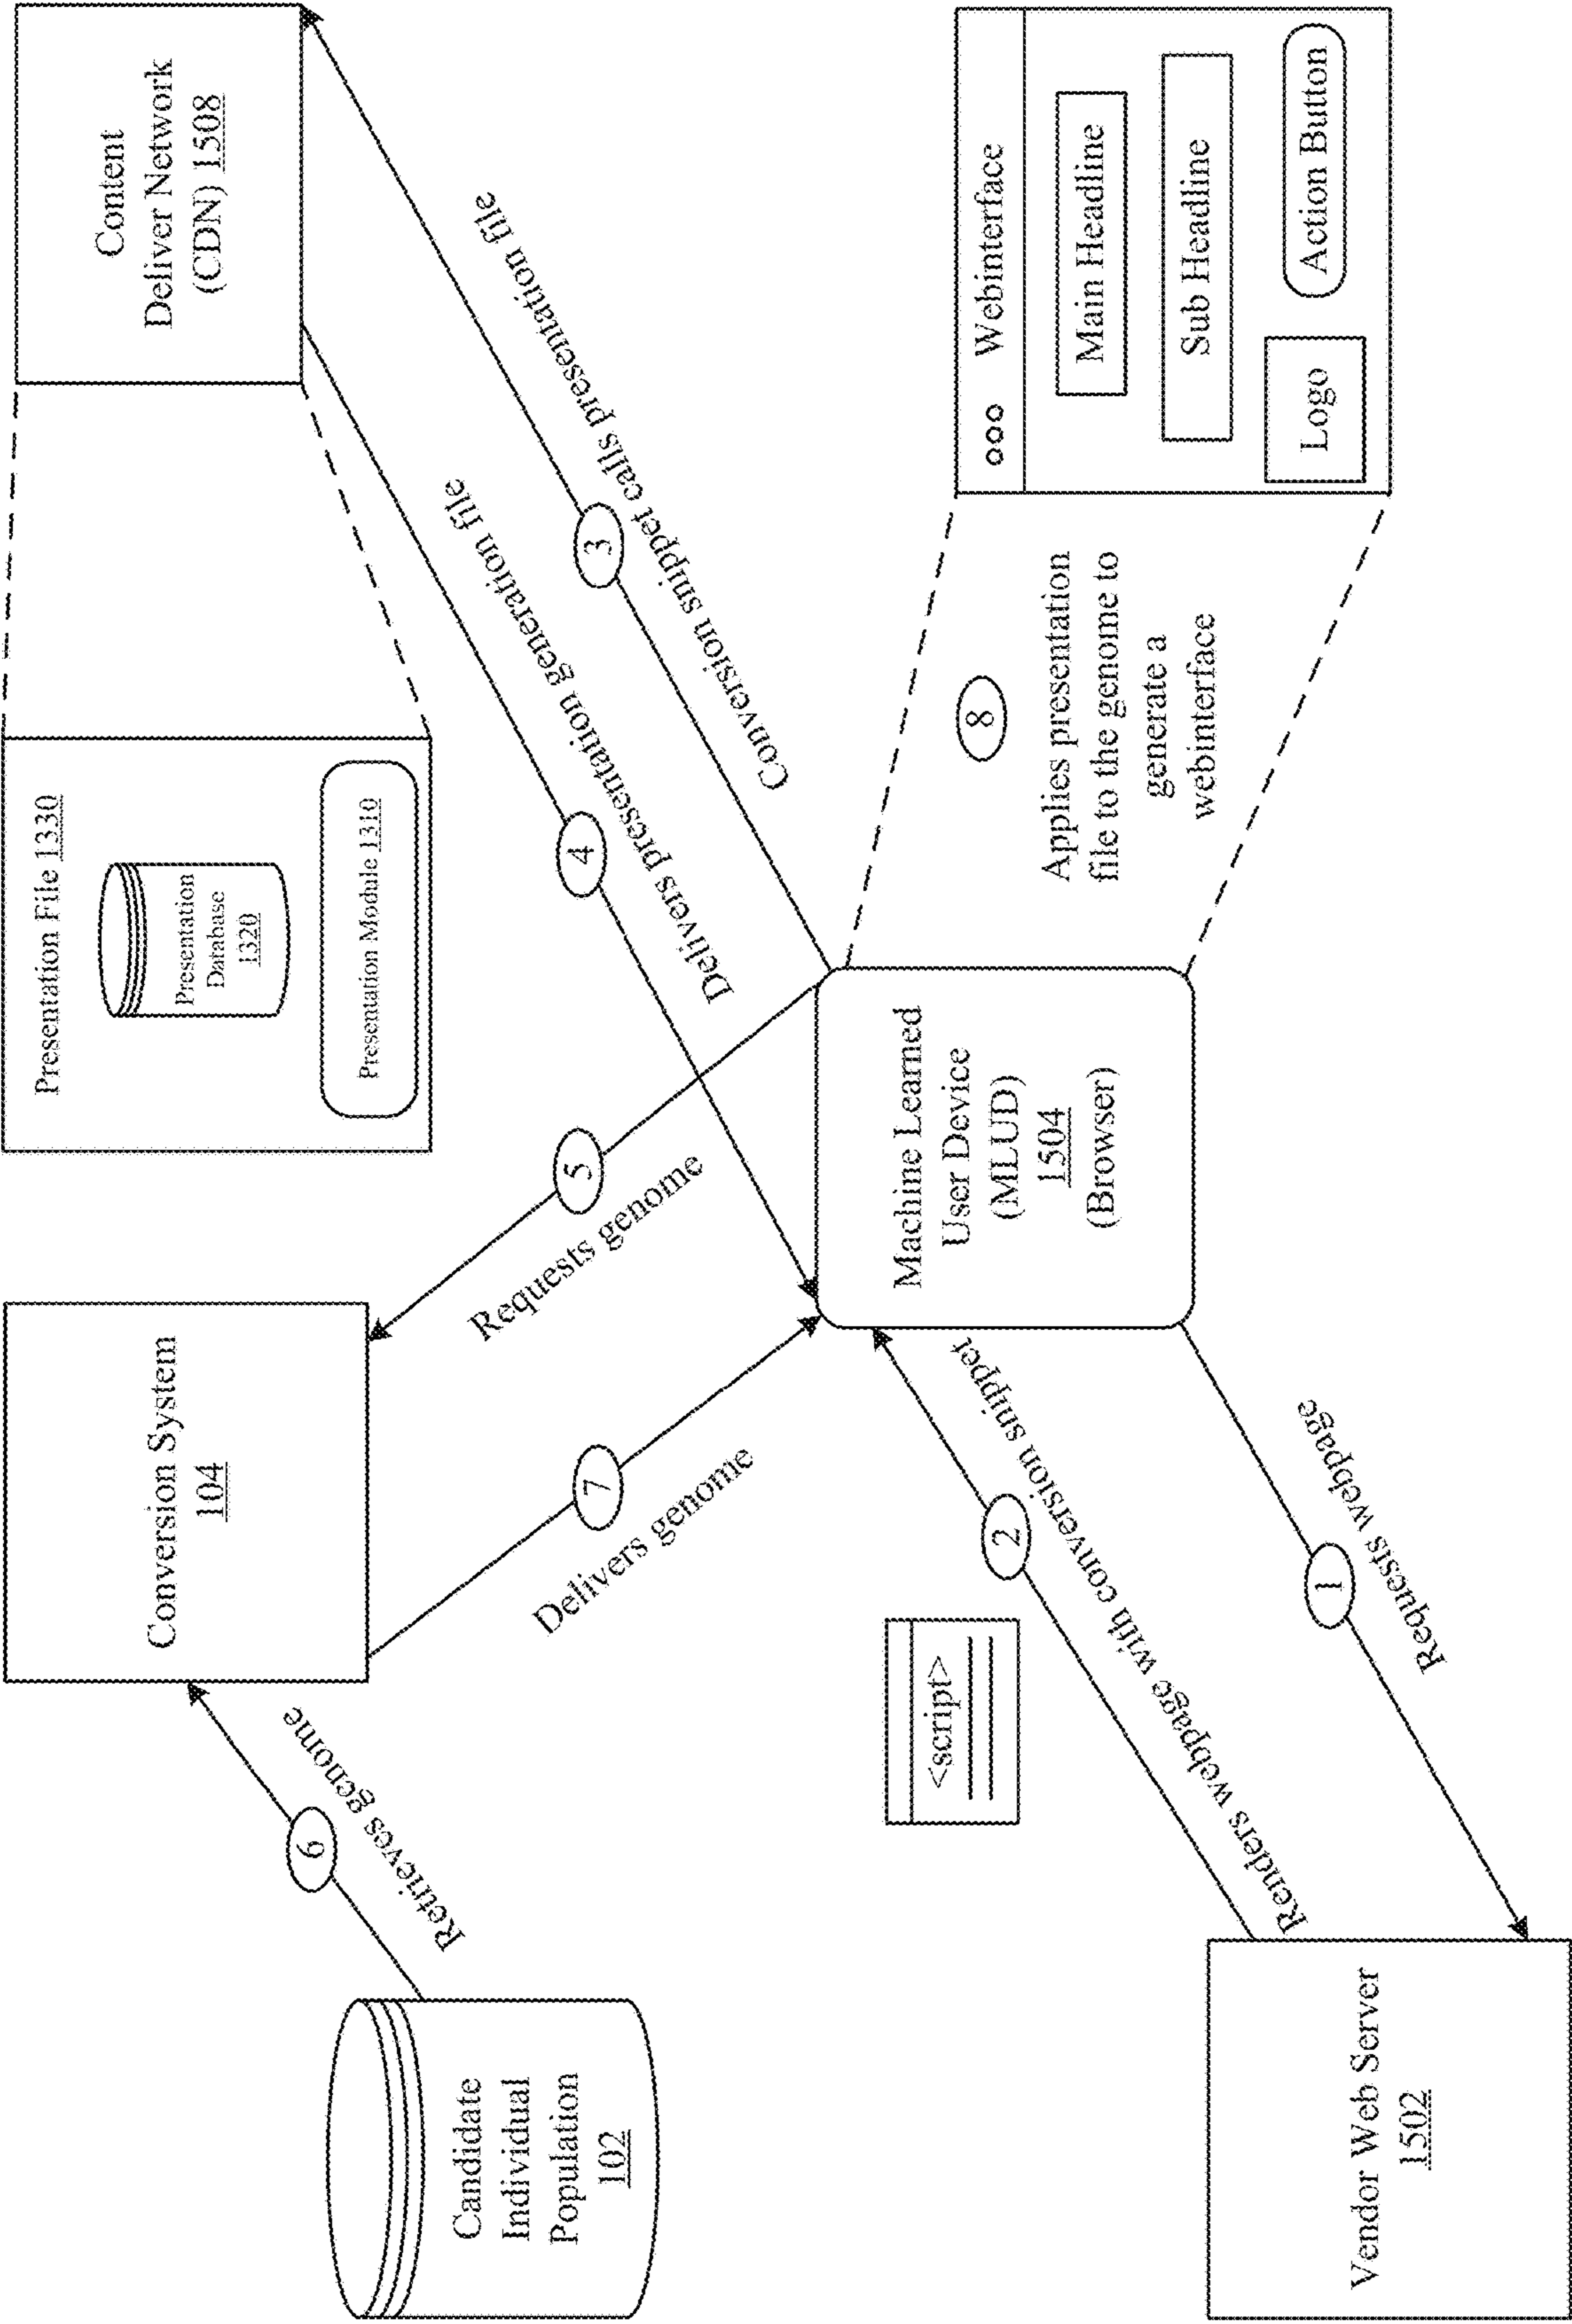 Candidate
Individual
Population
102
6
Retrieves genome
Conversion System
104
5
Requests genome
7
Delivers genome
Presentation File 1330
Presentation
Database
1320
Presentation Module 1310
Content
Deliver Network
(CDN) 1508
4
Delivers presentation generation file
3
Conversion snippet calls presentation file
Vendor Web Server
1502
<script>
2
Renders webpage with conversion snippet
1
Requests webpage
Machine Learned
User Device
(MLUD)
1504
(Browser)
8
Applies presentation
file to the genome to
generate a
webinterface
Webinterface
Main Headline
Sub Headline
Logo
Action Button